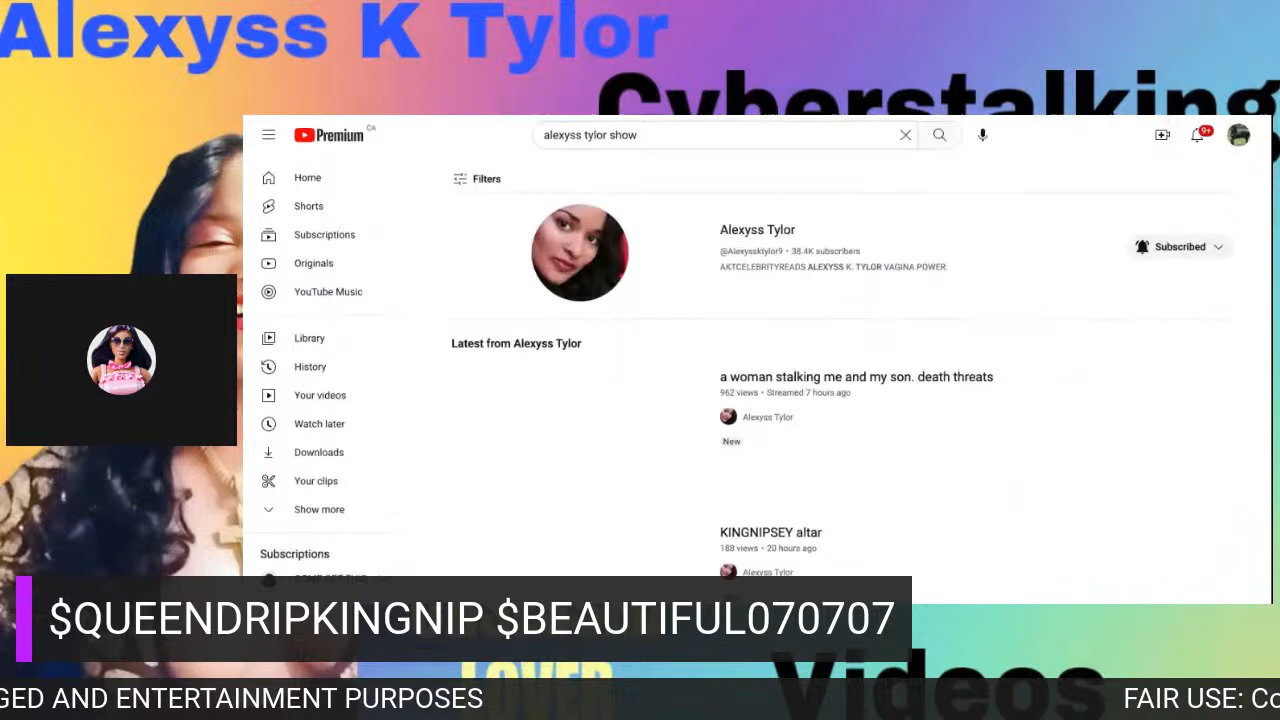 Alexyss K Tylor
Cyberstalking
Premium CA
alexyss tylor show
9+
Home
Shorts
Subscriptions
Originals
YouTube Music
Library
History
Your videos
Watch later
Downloads
Your clips
Show more
Subscriptions
Filters
Alexyss Tylor
@Alexyssktylor9 • 38.4K subscribers
AKTCELEBRITYREADS ALEXYSS K. TYLOR VAGINA POWER.
Subscribed
Latest from Alexyss Tylor
a woman stalking me and my son. death threats
962 views • Streamed 7 hours ago
Alexyss Tylor
New
KINGNIPSEY altar
188 views • 20 hours ago
Alexyss Tylor
$QUEENDRIPKINGNIP $BEAUTIFUL070707
LOVER
Videos
GED AND ENTERTAINMENT PURPOSES
FAIR USE: Co